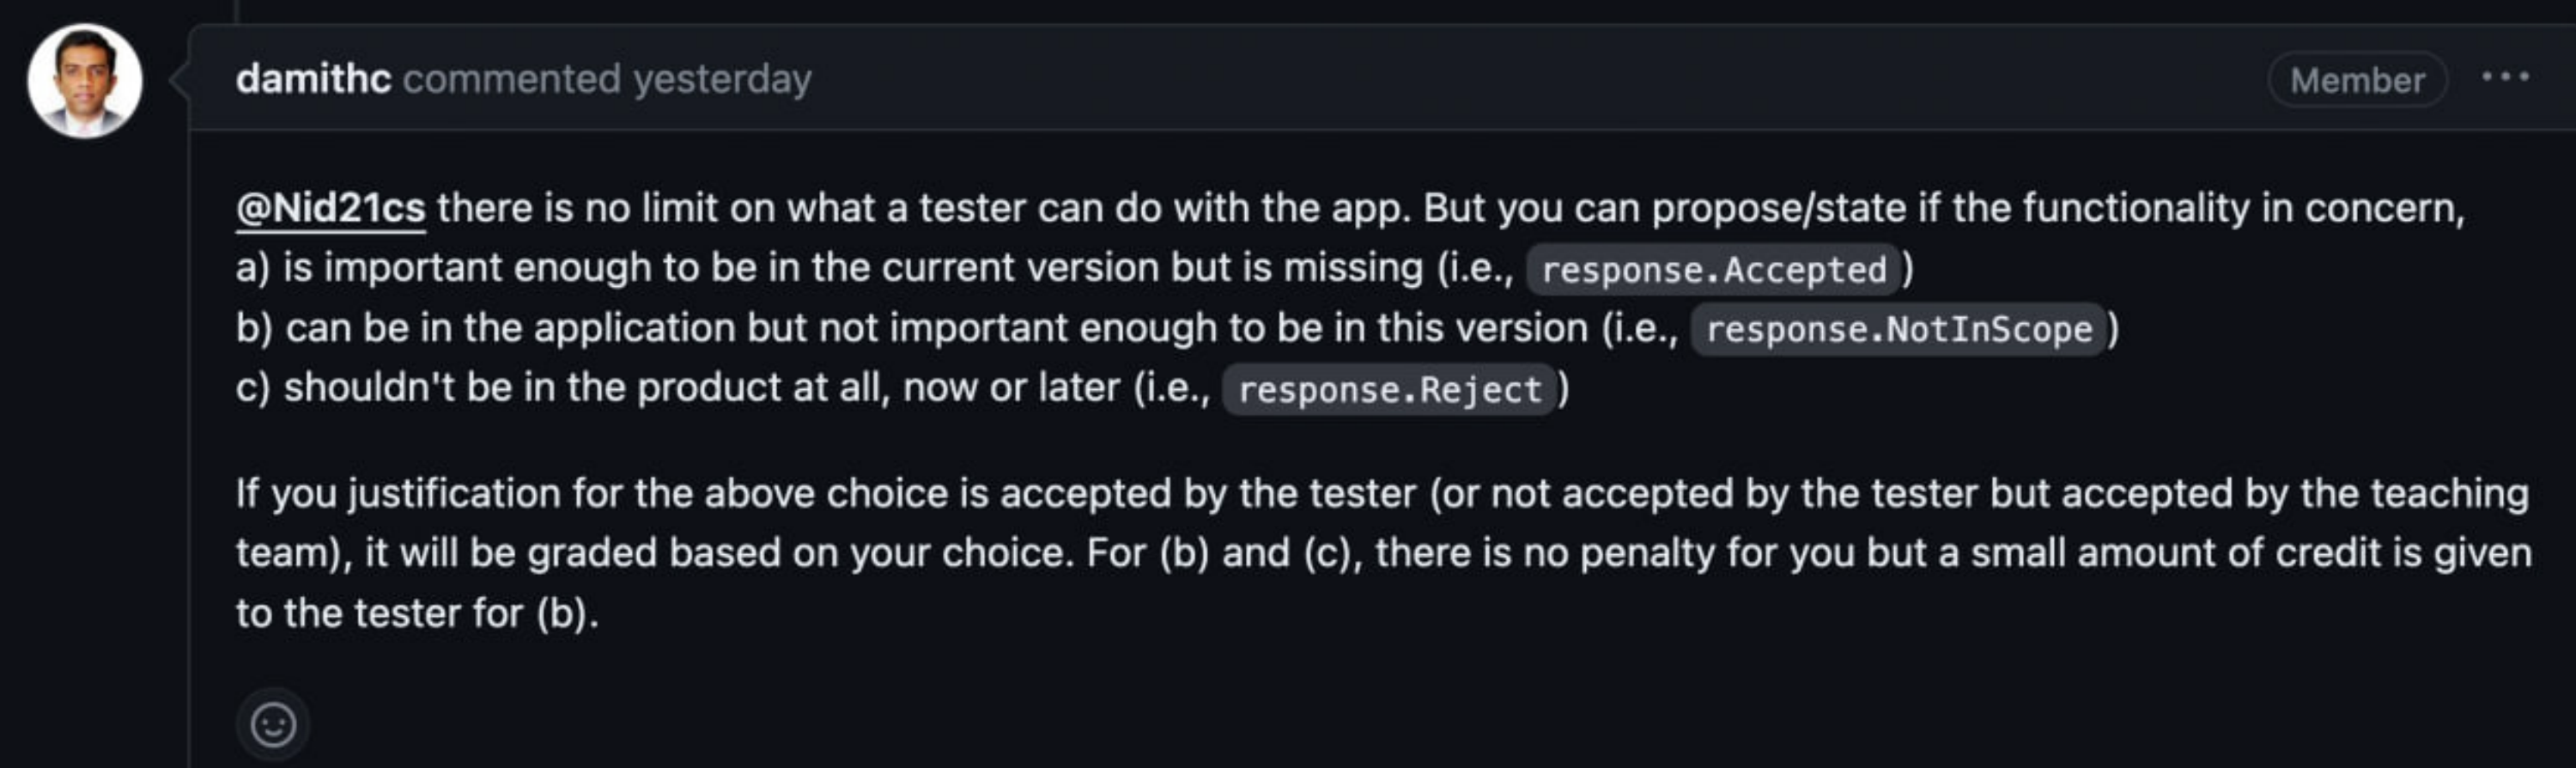 damithc commented yesterday
Member
@Nid21cs there is no limit on what a tester can do with the app. But you can propose/state if the functionality in concern,
a) is important enough to be in the current version but is missing (i.e., response.Accepted)
b) can be in the application but not important enough to be in this version (i.e., response.NotInScope)
c) shouldn't be in the product at all, now or later (i.e., response.Reject)
If you justification for the above choice is accepted by the tester (or not accepted by the tester but accepted by the teaching
team), it will be graded based on your choice. For (b) and (c), there is no penalty for you but a small amount of credit is given
to the tester for (b).